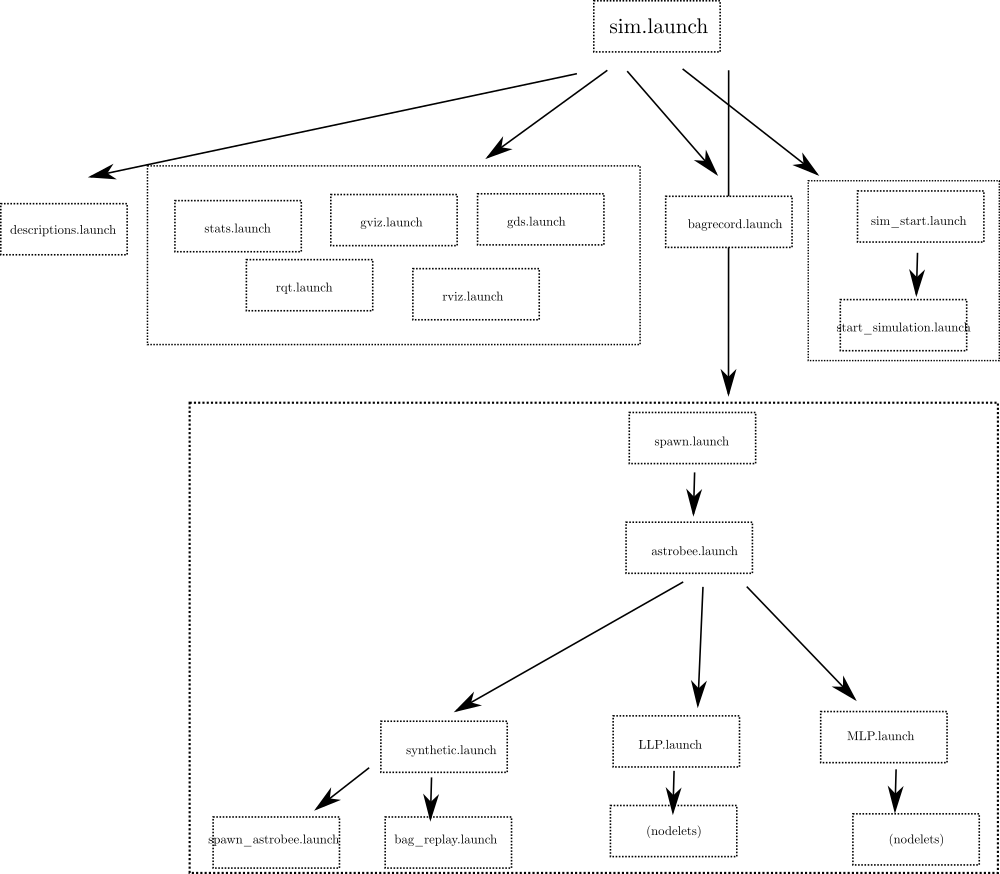 sim.launch
descriptions.launch
stats.launch
gviz.launch
gds.launch
rqt.launch
rviz.launch
bagrecord.launch
sim_start.launch
start_simulation.launch
spawn.launch
astrobee.launch
synthetic.launch
LLP.launch
MLP.launch
spawn_astrobee.launch
bag_replay.launch
(nodelets)
(nodelets)